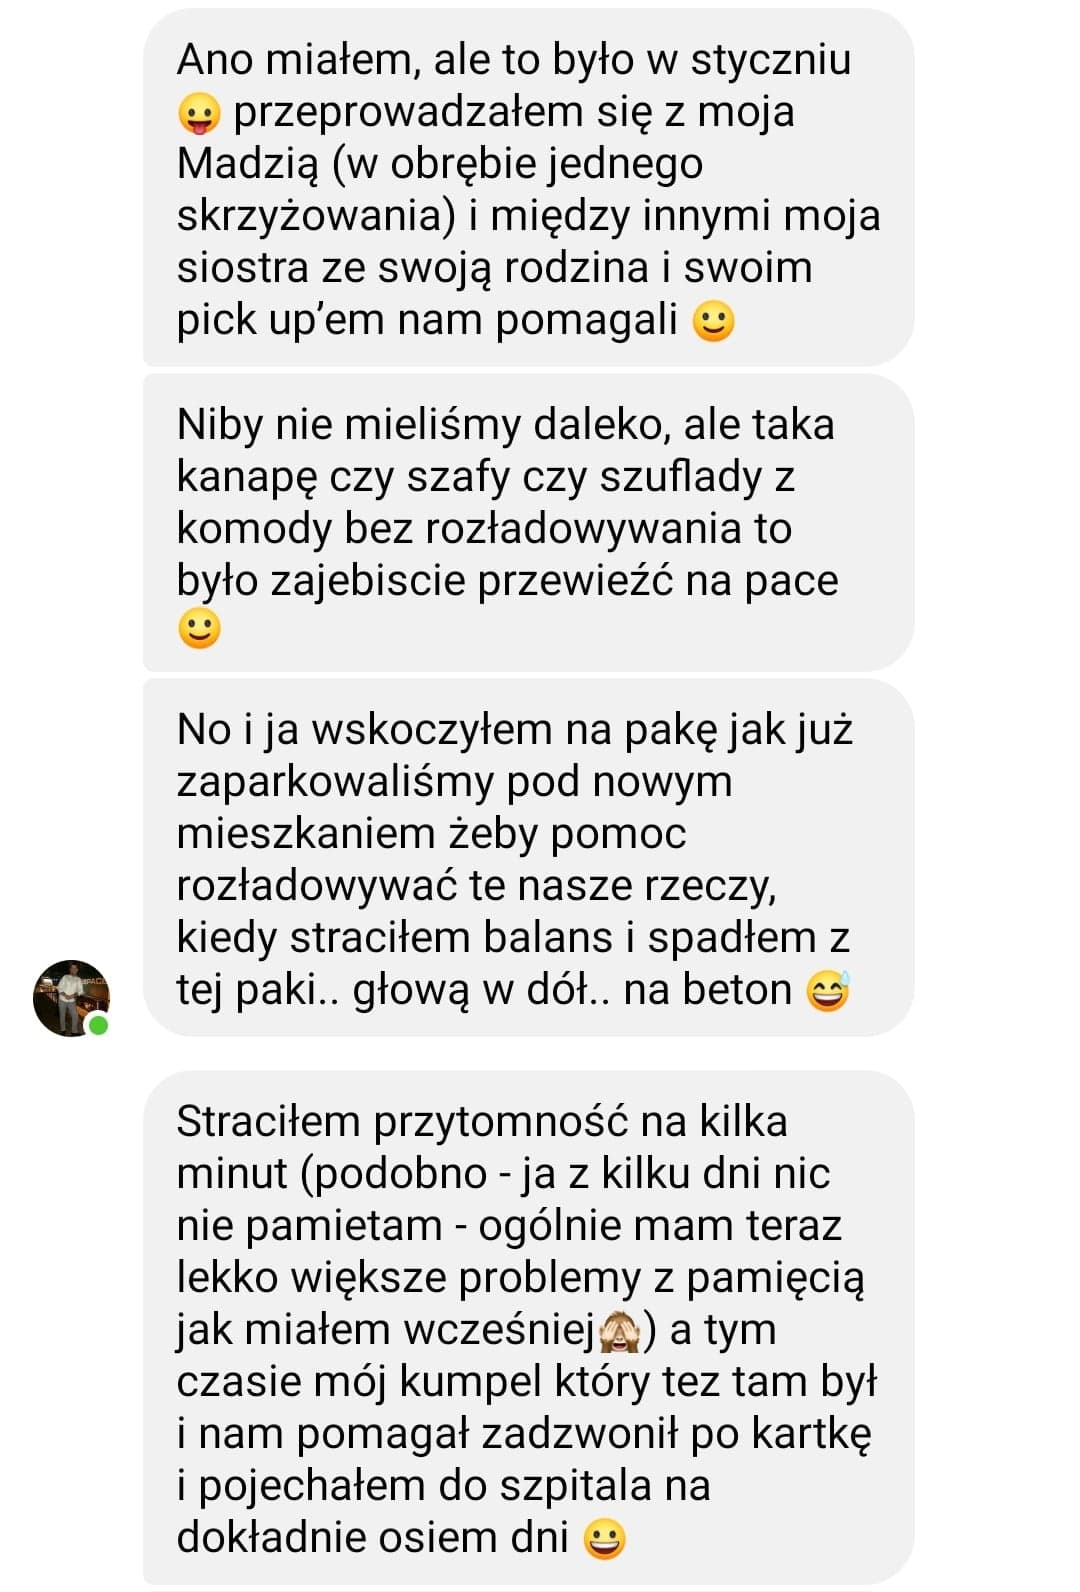 Ano miałem, ale to było w styczniu
😛 przeprowadzałem się z moja
Madzią (w obrębie jednego
skrzyżowania) i między innymi moja
siostra ze swoją rodzina i swoim
pick up’em nam pomagali 🙂
Niby nie mieliśmy daleko, ale taka
kanapę czy szafy czy szuflady z
komody bez rozładowywania to
było zajebiscie przewieźć na pace
🙂
No i ja wskoczyłem na pakę jak już
zaparkowaliśmy pod nowym
mieszkaniem żeby pomoc
rozładowywać te nasze rzeczy,
kiedy straciłem balans i spadłem z
tej paki.. głową w dół.. na beton 😅
Straciłem przytomność na kilka
minut (podobno - ja z kilku dni nic
nie pamietam - ogólnie mam teraz
lekko większe problemy z pamięcią
jak miałem wcześniej🙈) a tym
czasie mój kumpel który tez tam był
i nam pomagał zadzwonił po kartkę
i pojechałem do szpitala na
dokładnie osiem dni 😀